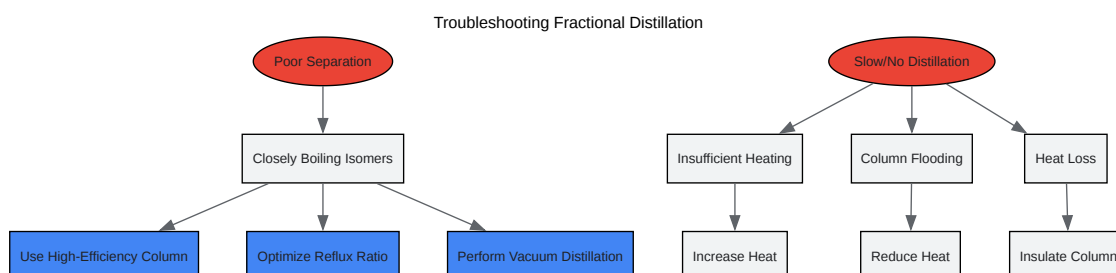 Troubleshooting Fractional Distillation
Poor Separation
Slow/No Distillation
Closely Boiling Isomers
Insufficient Heating
Column Flooding
Heat Loss
Use High-Efficiency Column
Optimize Reflux Ratio
Perform Vacuum Distillation
Increase Heat
Reduce Heat
Insulate Column